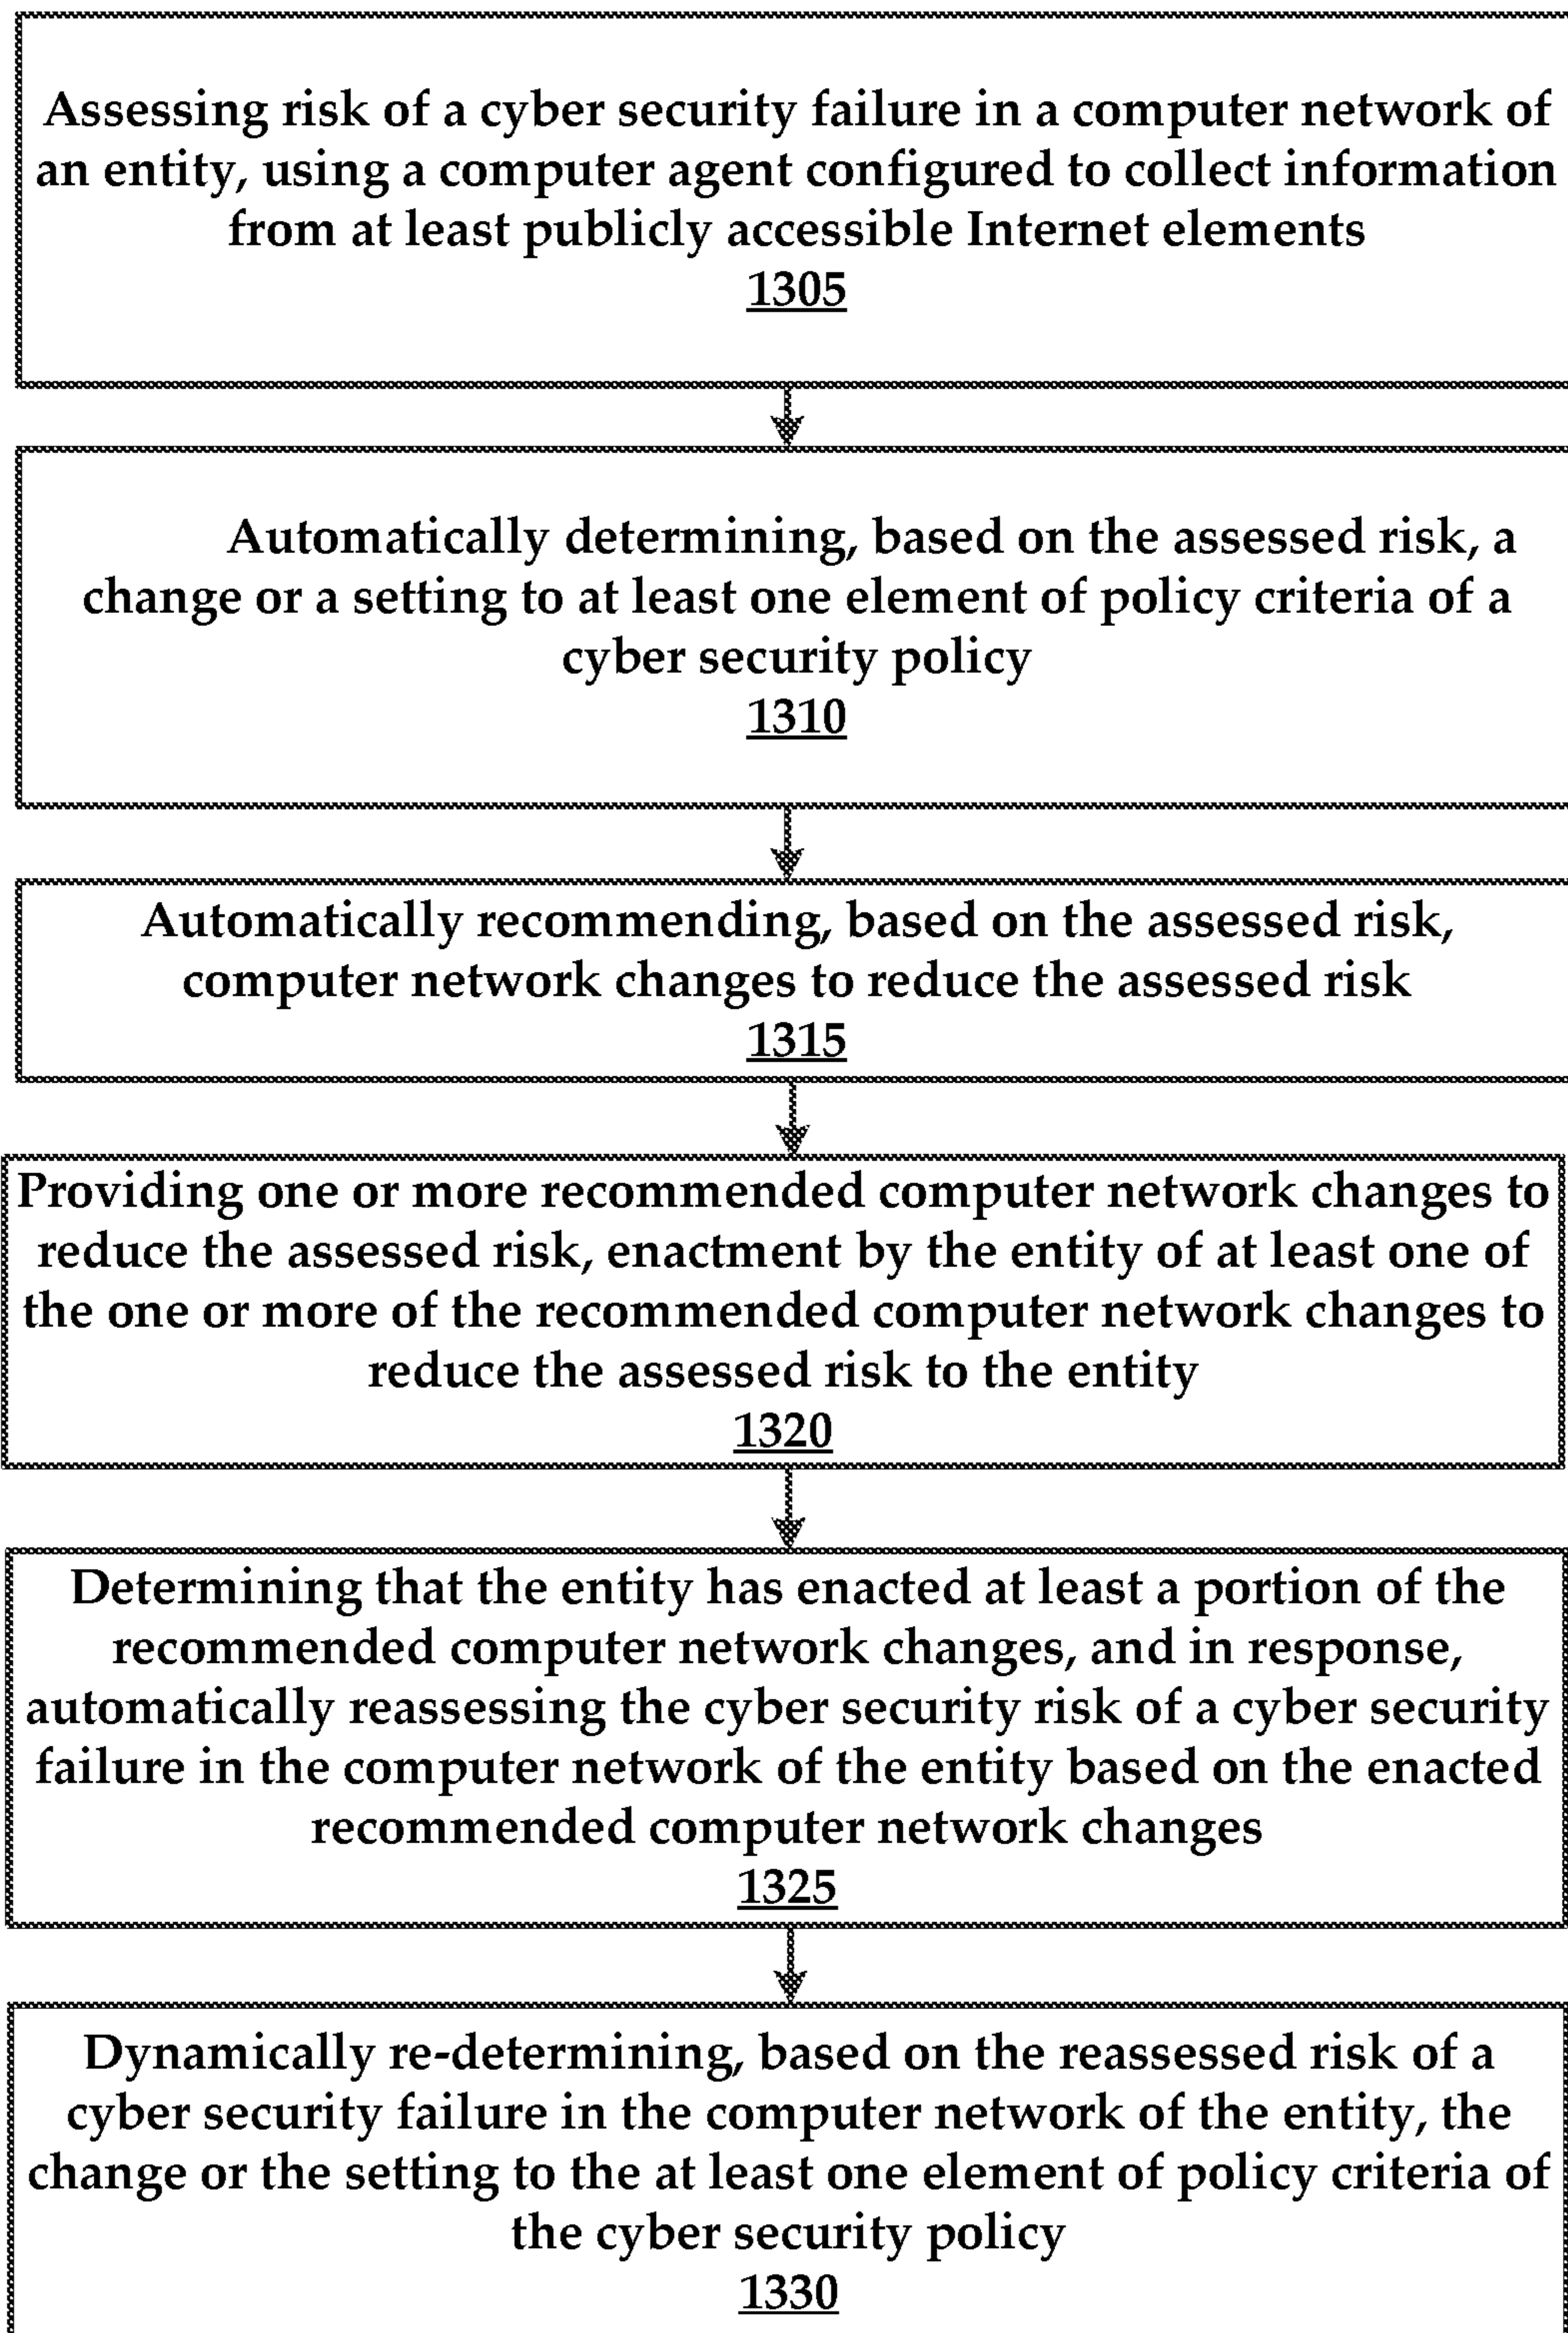 Assessing risk of a cyber security failure in a computer network of
an entity, using a computer agent configured to collect information
from at least publicly accessible Internet elements
1305
Automatically determining, based on the assessed risk, a
change or a setting to at least one element of policy criteria of a
cyber security policy
1310
Automatically recommending, based on the assessed risk,
computer network changes to reduce the assessed risk
1315
Providing one or more recommended computer network changes to
reduce the assessed risk, enactment by the entity of at least one of
the one or more of the recommended computer network changes to
reduce the assessed risk to the entity
1320
Determining that the entity has enacted at least a portion of the
recommended computer network changes, and in response,
automatically reassessing the cyber security risk of a cyber security
failure in the computer network of the entity based on the enacted
recommended computer network changes
1325
Dynamically re-determining, based on the reassessed risk of a
cyber security failure in the computer network of the entity, the
change or the setting to the at least one element of policy criteria of
the cyber security policy
1330